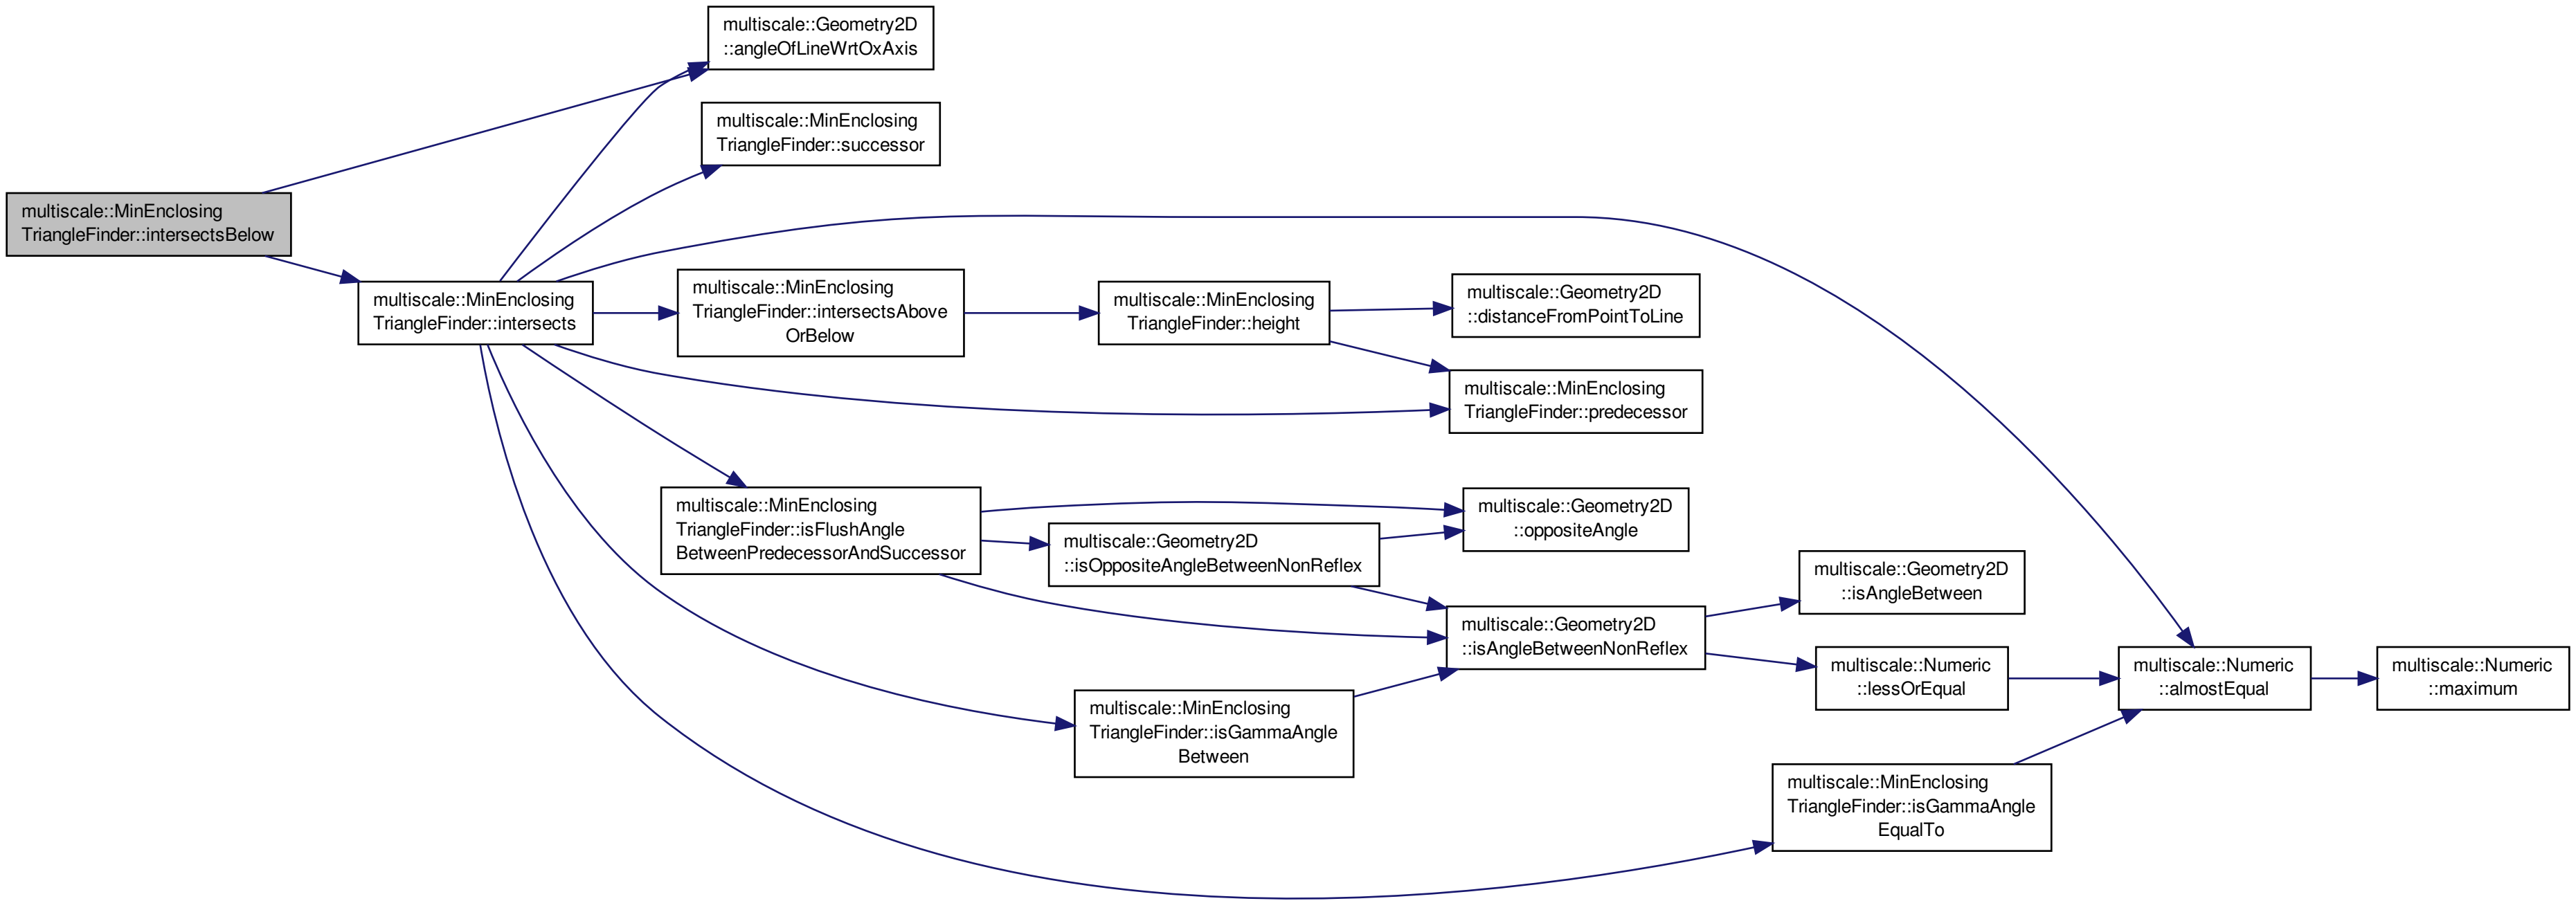 multiscale::MinEnclosing
TriangleFinder::intersectsBelow
multiscale::Geometry2D
::angleOfLineWrtOxAxis
multiscale::MinEnclosing
TriangleFinder::intersects
multiscale::MinEnclosing
TriangleFinder::successor
multiscale::MinEnclosing
TriangleFinder::intersectsAbove
OrBelow
multiscale::MinEnclosing
TriangleFinder::height
multiscale::Geometry2D
::distanceFromPointToLine
multiscale::MinEnclosing
TriangleFinder::predecessor
multiscale::MinEnclosing
TriangleFinder::isFlushAngle
BetweenPredecessorAndSuccessor
multiscale::Geometry2D
::isOppositeAngleBetweenNonReflex
multiscale::Geometry2D
::oppositeAngle
multiscale::Geometry2D
::isAngleBetweenNonReflex
multiscale::Geometry2D
::isAngleBetween
multiscale::Numeric
::lessOrEqual
multiscale::Numeric
::almostEqual
multiscale::Numeric
::maximum
multiscale::MinEnclosing
TriangleFinder::isGammaAngle
Between
multiscale::MinEnclosing
TriangleFinder::isGammaAngle
EqualTo